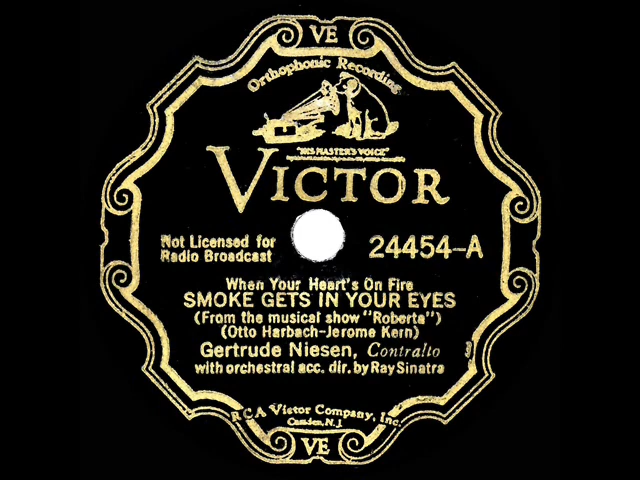 VE
Orthophonic Recording
"HIS MASTER'S VOICE"
VICTOR
Not Licensed for
Radio Broadcast
24454-A
When Your Heart's On Fire
SMOKE GETS IN YOUR EYES
(From the musical show "Roberta")
(Otto Harbach-Jerome Kern)
Gertrude Niesen, Contralto
3
with orchestral acc. dir. by Ray Sinatra
RCA Victor Company, Inc.
Camden, N.J.
VE